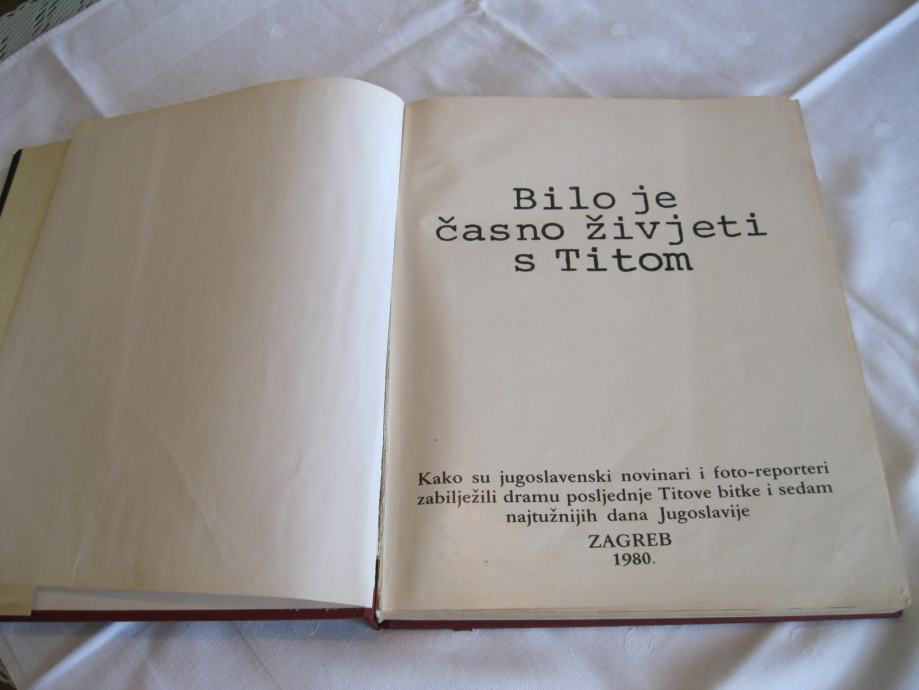 Bilo je
časno živjeti
s Titom
Kako su jugoslavenski novinari i foto-reporteri
zabilježili dramu posljednje Titove bitke i sedam
najtužnijih dana Jugoslavije
ZAGREB
1980.